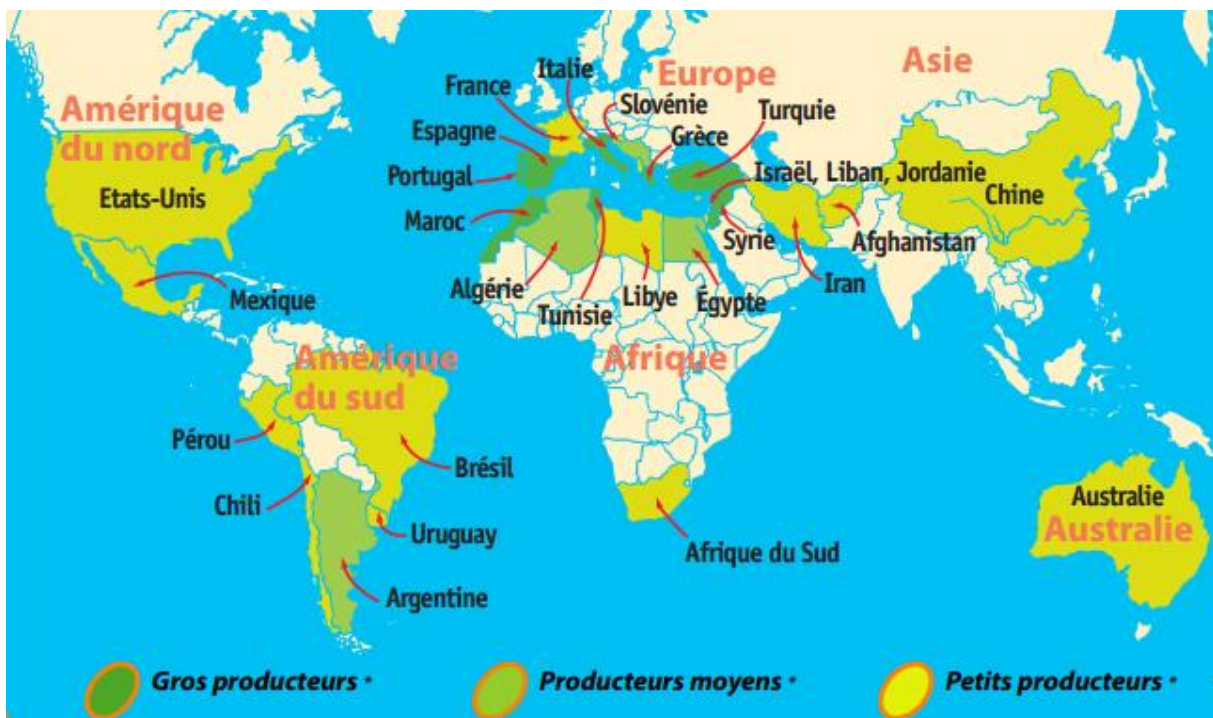 Amérique
du nord
Etats-Unis
Mexique
Italie
France
Espagne
Portugal
Maroc
Europe
Slovénie
Grèce
Turquie
Asie
Israël, Liban, Jordanie
Chine
Syrie
Afghanistan
Iran
Algérie
Tunisie
Libye
Égypte
Afrique
Amérique
du sud
Pérou
Brésil
Chili
Uruguay
Argentine
Afrique du Sud
Australie
Australie
Gros producteurs *
Producteurs moyens *
Petits producteurs *